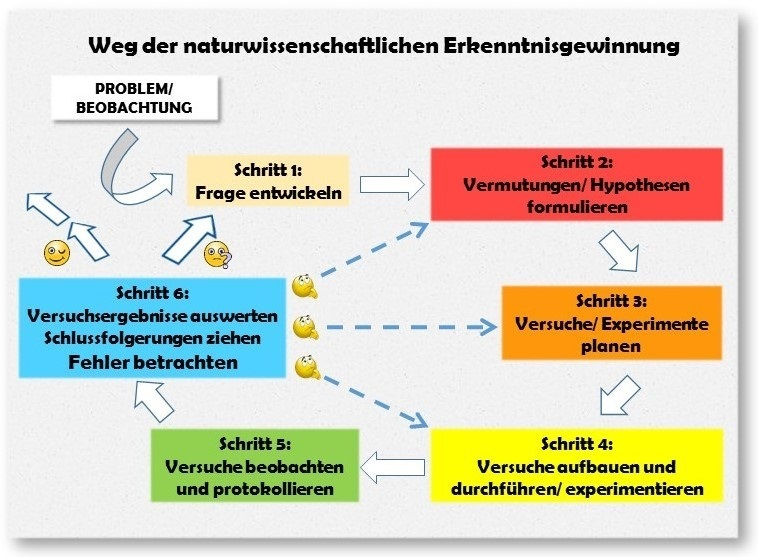 Weg der naturwissenschaftlichen Erkenntnisgewinnung
PROBLEM/
BEOBACHTUNG
Schritt 1:
Frage entwickeln
Schritt 2:
Vermutungen/ Hypothesen
formulieren
Schritt 3:
Versuche/ Experimente
planen
Schritt 4:
Versuche aufbauen und
durchführen/ experimentieren
Schritt 5:
Versuche beobachten
und protokollieren
Schritt 6:
Versuchsergebnisse auswerten
Schlussfolgerungen ziehen
Fehler betrachten
?